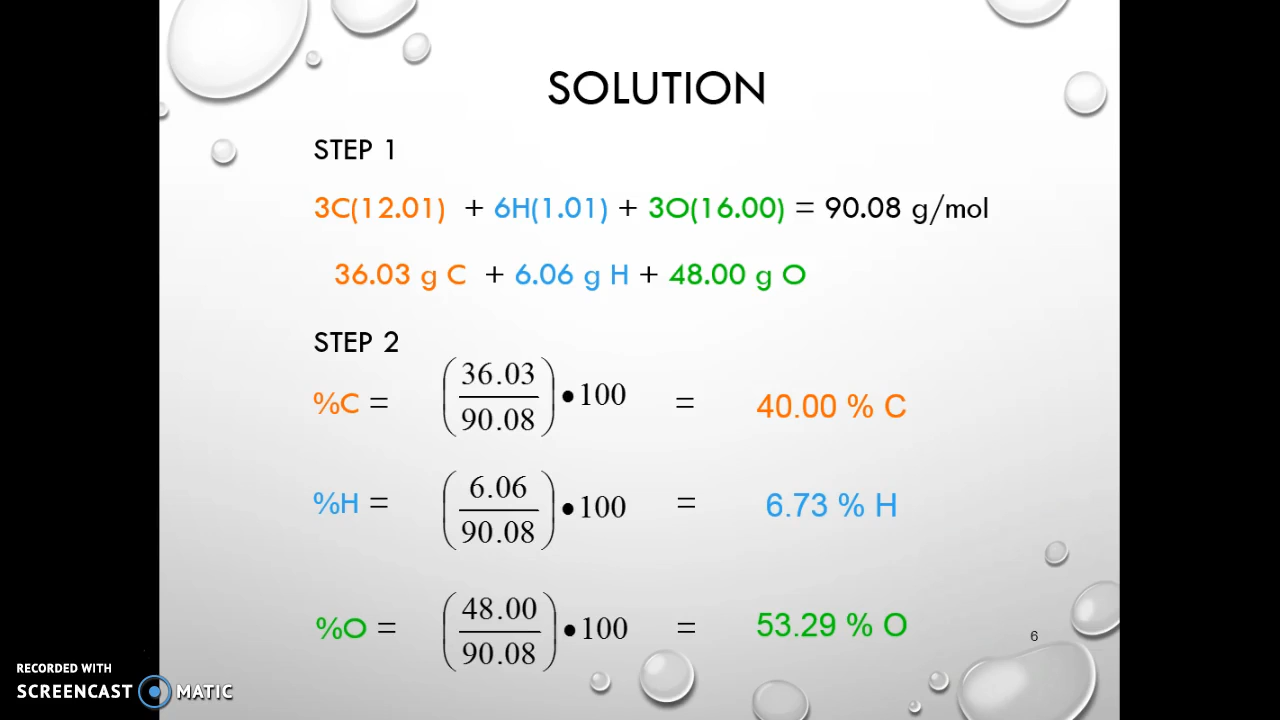 SOLUTION
STEP 1
3C(12.01) + 6H(1.01) + 3O(16.00) = 90.08 g/mol
36.03 g C + 6.06 g H + 48.00 g O
STEP 2
%C = (36.03/90.08) •100 = 40.00 % C
%H = (6.06/90.08) •100 = 6.73 % H
%O = (48.00/90.08) •100 = 53.29 % O
6
RECORDED WITH
SCREENCAST MATIC